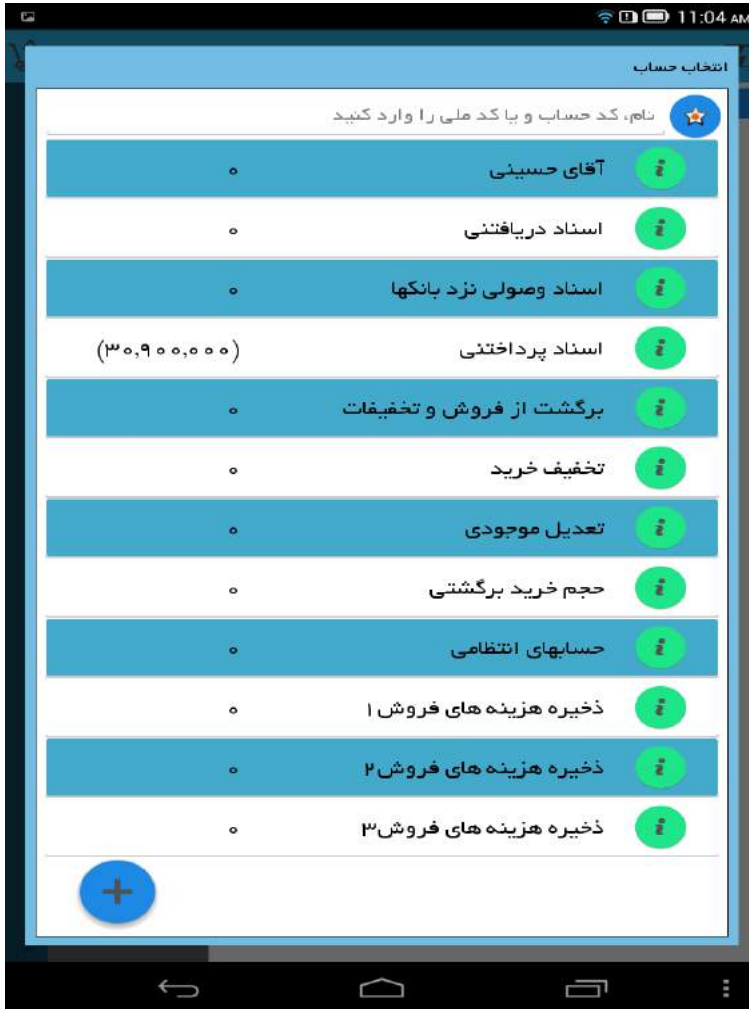 11:04 AM
انتخاب حساب
نام، کد حساب و یا کد ملی را وارد کنید
آقای حسینی ۰
اسناد دریافتنی ۰
اسناد وصولی نزد بانکها ۰
اسناد پرداختنی (۳۰,۹۰۰,۰۰۰)
برگشت از فروش و تخفیفات ۰
تخفیف خرید ۰
تعدیل موجودی ۰
حجم خرید برگشتی ۰
حسابهای انتظامی ۰
ذخیره هزینه های فروش ۱ ۰
ذخیره هزینه های فروش۲ ۰
ذخیره هزینه های فروش۳ ۰